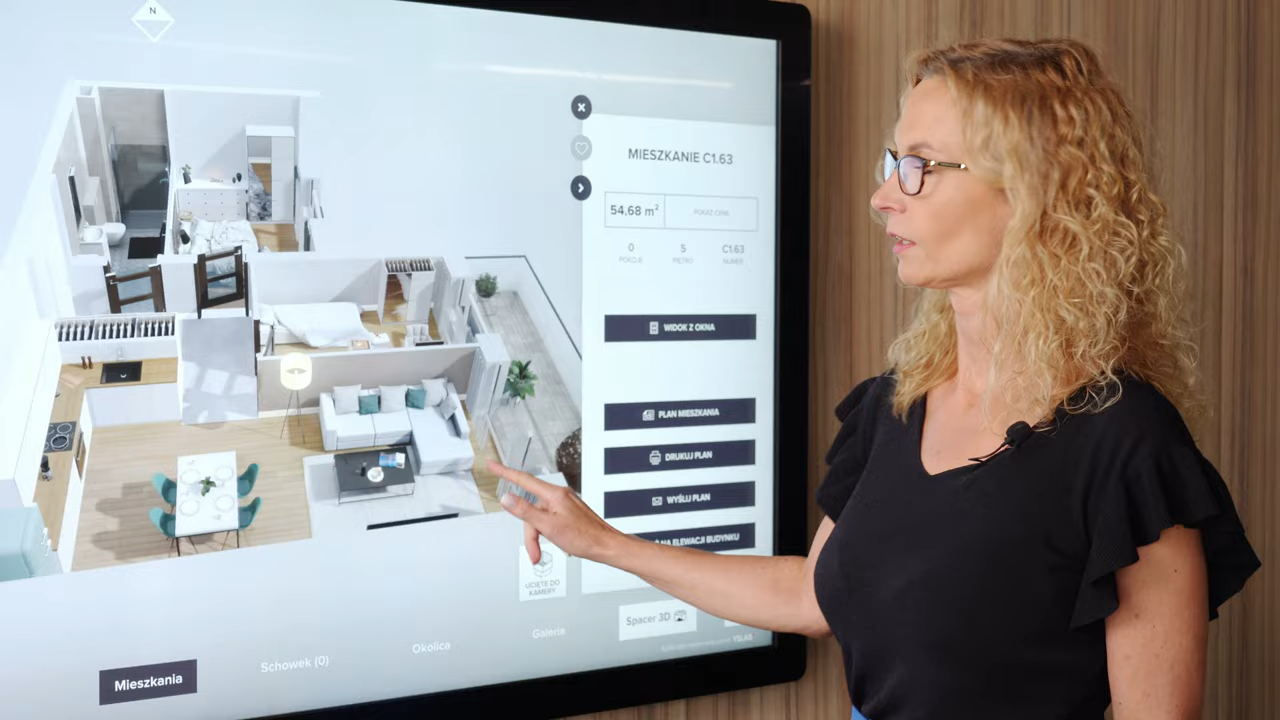 N
MIESZKANIE C1.63
54,68 m²
POKAŻ CENĘ
0
5
C1.63
POKOJE
PIĘTRO
NUMER
WIDOK Z OKNA
PLAN MIESZKANIA
DRUKUJ PLAN
WYŚLIJ PLAN
NA ELEWACJI BUDYNKU
UCIĘTE DO
KAMERY
Spacer 3D
Mieszkania
Schowek (0)
Okolica
Galeria